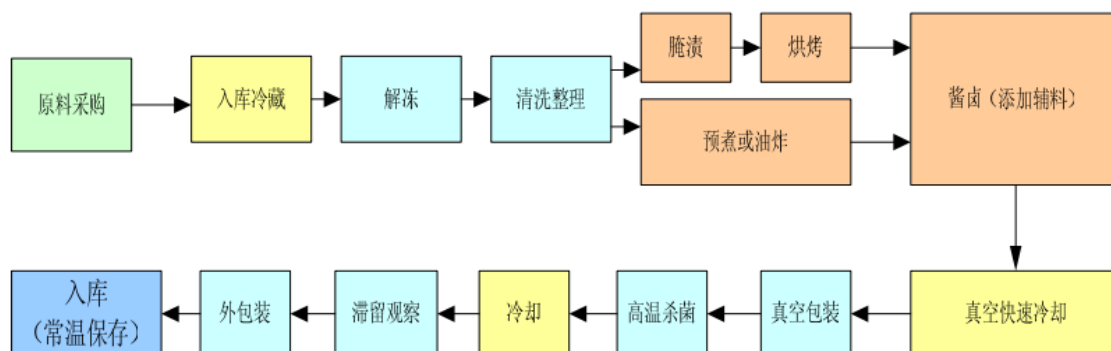 原料采购
入库冷藏
解冻
清洗整理
腌渍
烘烤
预煮或油炸
酱卤（添加辅料）
真空快速冷却
真空包装
高温杀菌
冷却
滞留观察
外包装
入库
（常温保存）